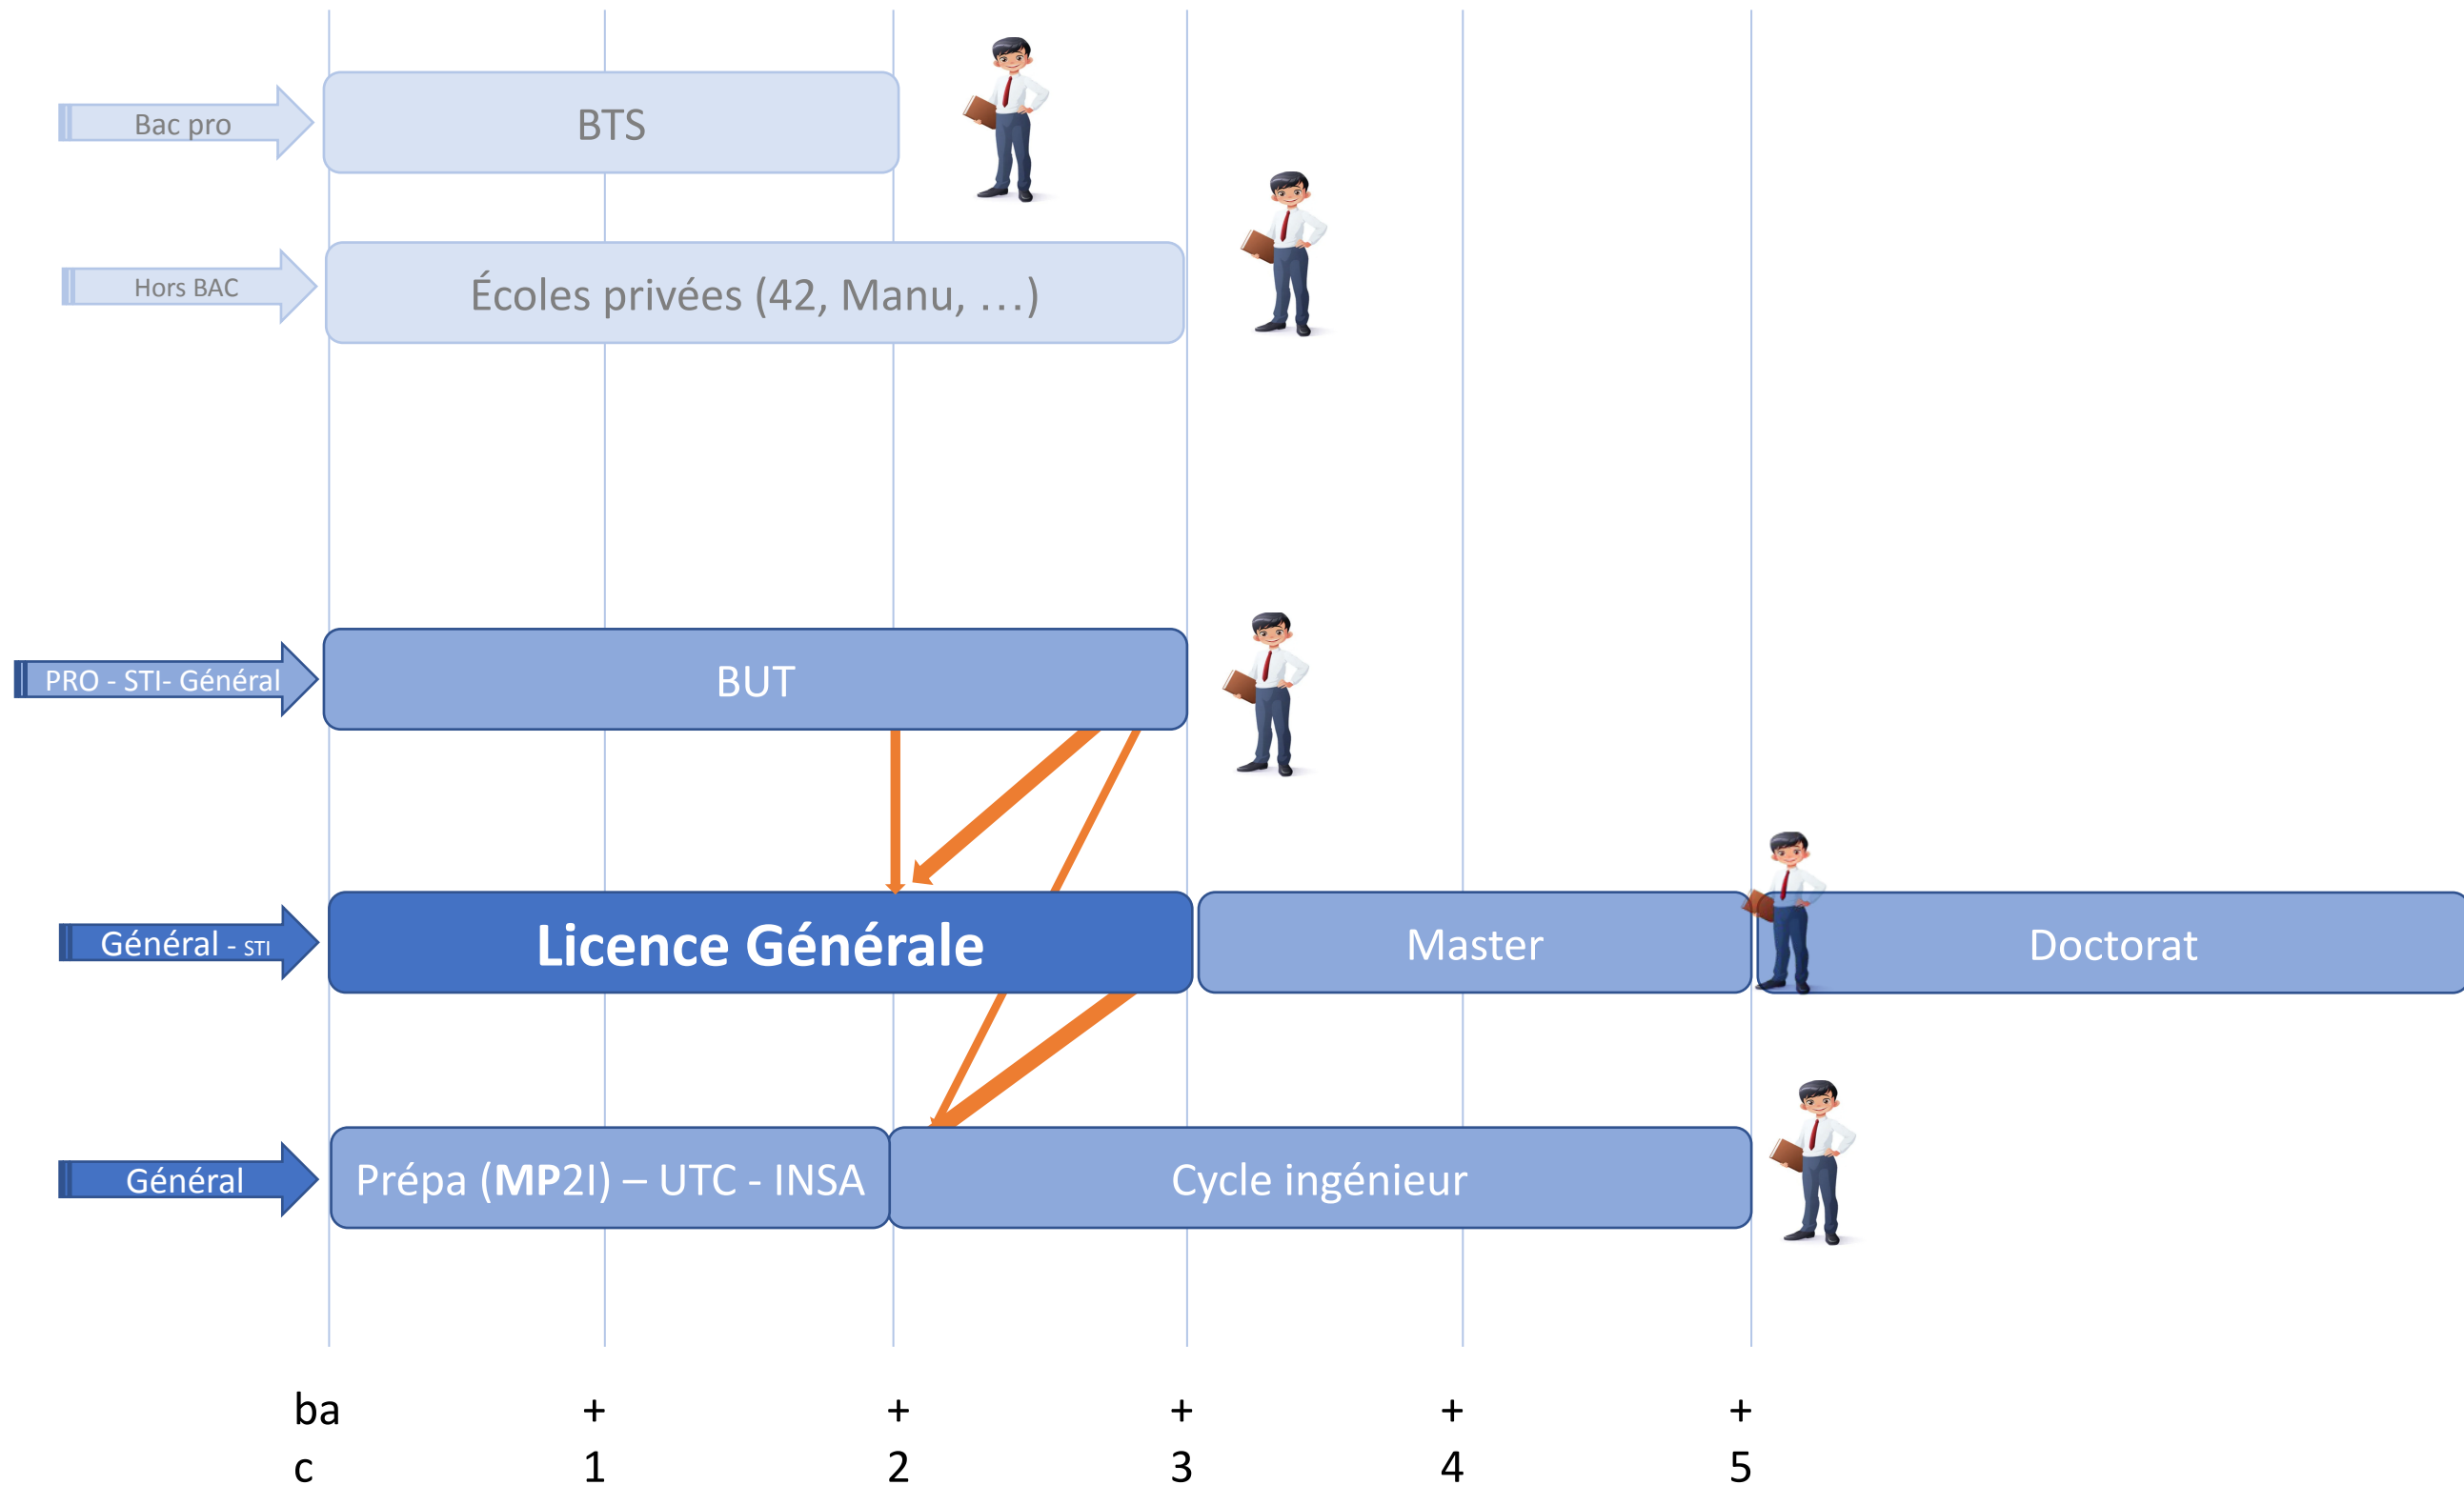 Bac pro
BTS
Hors BAC
Écoles privées (42, Manu, …)
PRO - STI- Général
BUT
Général - STI
Licence Générale
Master
Doctorat
Général
Prépa (MP2I) – UTC - INSA
Cycle ingénieur
ba
c
+
1
+
2
+
3
+
4
+
5